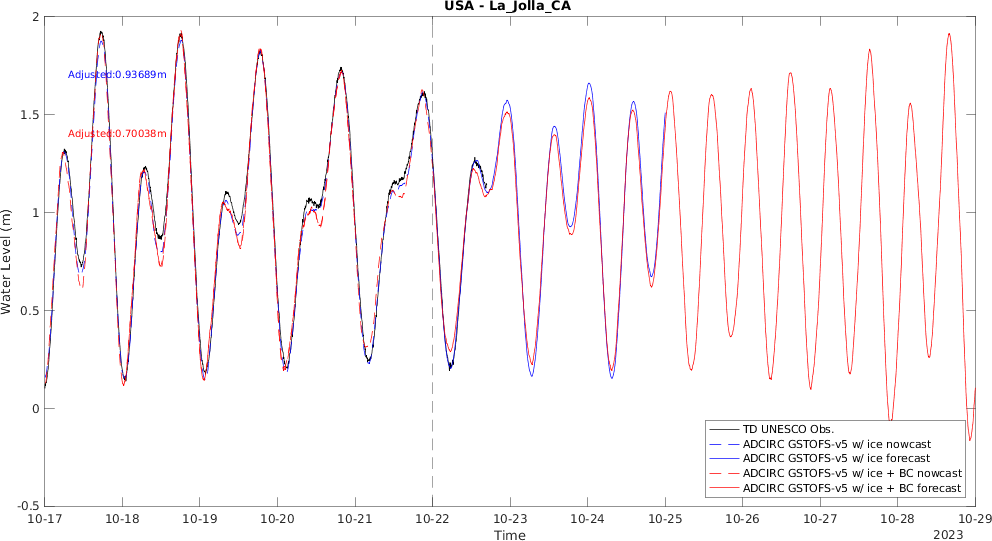 USA - La_Jolla_CA
2
1.5
1
0.5
0
-0.5
Water Level (m)
Adjusted:0.93689m
Adjusted:0.70038m
TD UNESCO Obs.
ADCIRC GSTOFS-v5 w/ ice nowcast
ADCIRC GSTOFS-v5 w/ ice forecast
ADCIRC GSTOFS-v5 w/ ice + BC nowcast
ADCIRC GSTOFS-v5 w/ ice + BC forecast
10-17 10-18 10-19 10-20 10-21 10-22 10-23 10-24 10-25 10-26 10-27 10-28 10-29
Time
2023